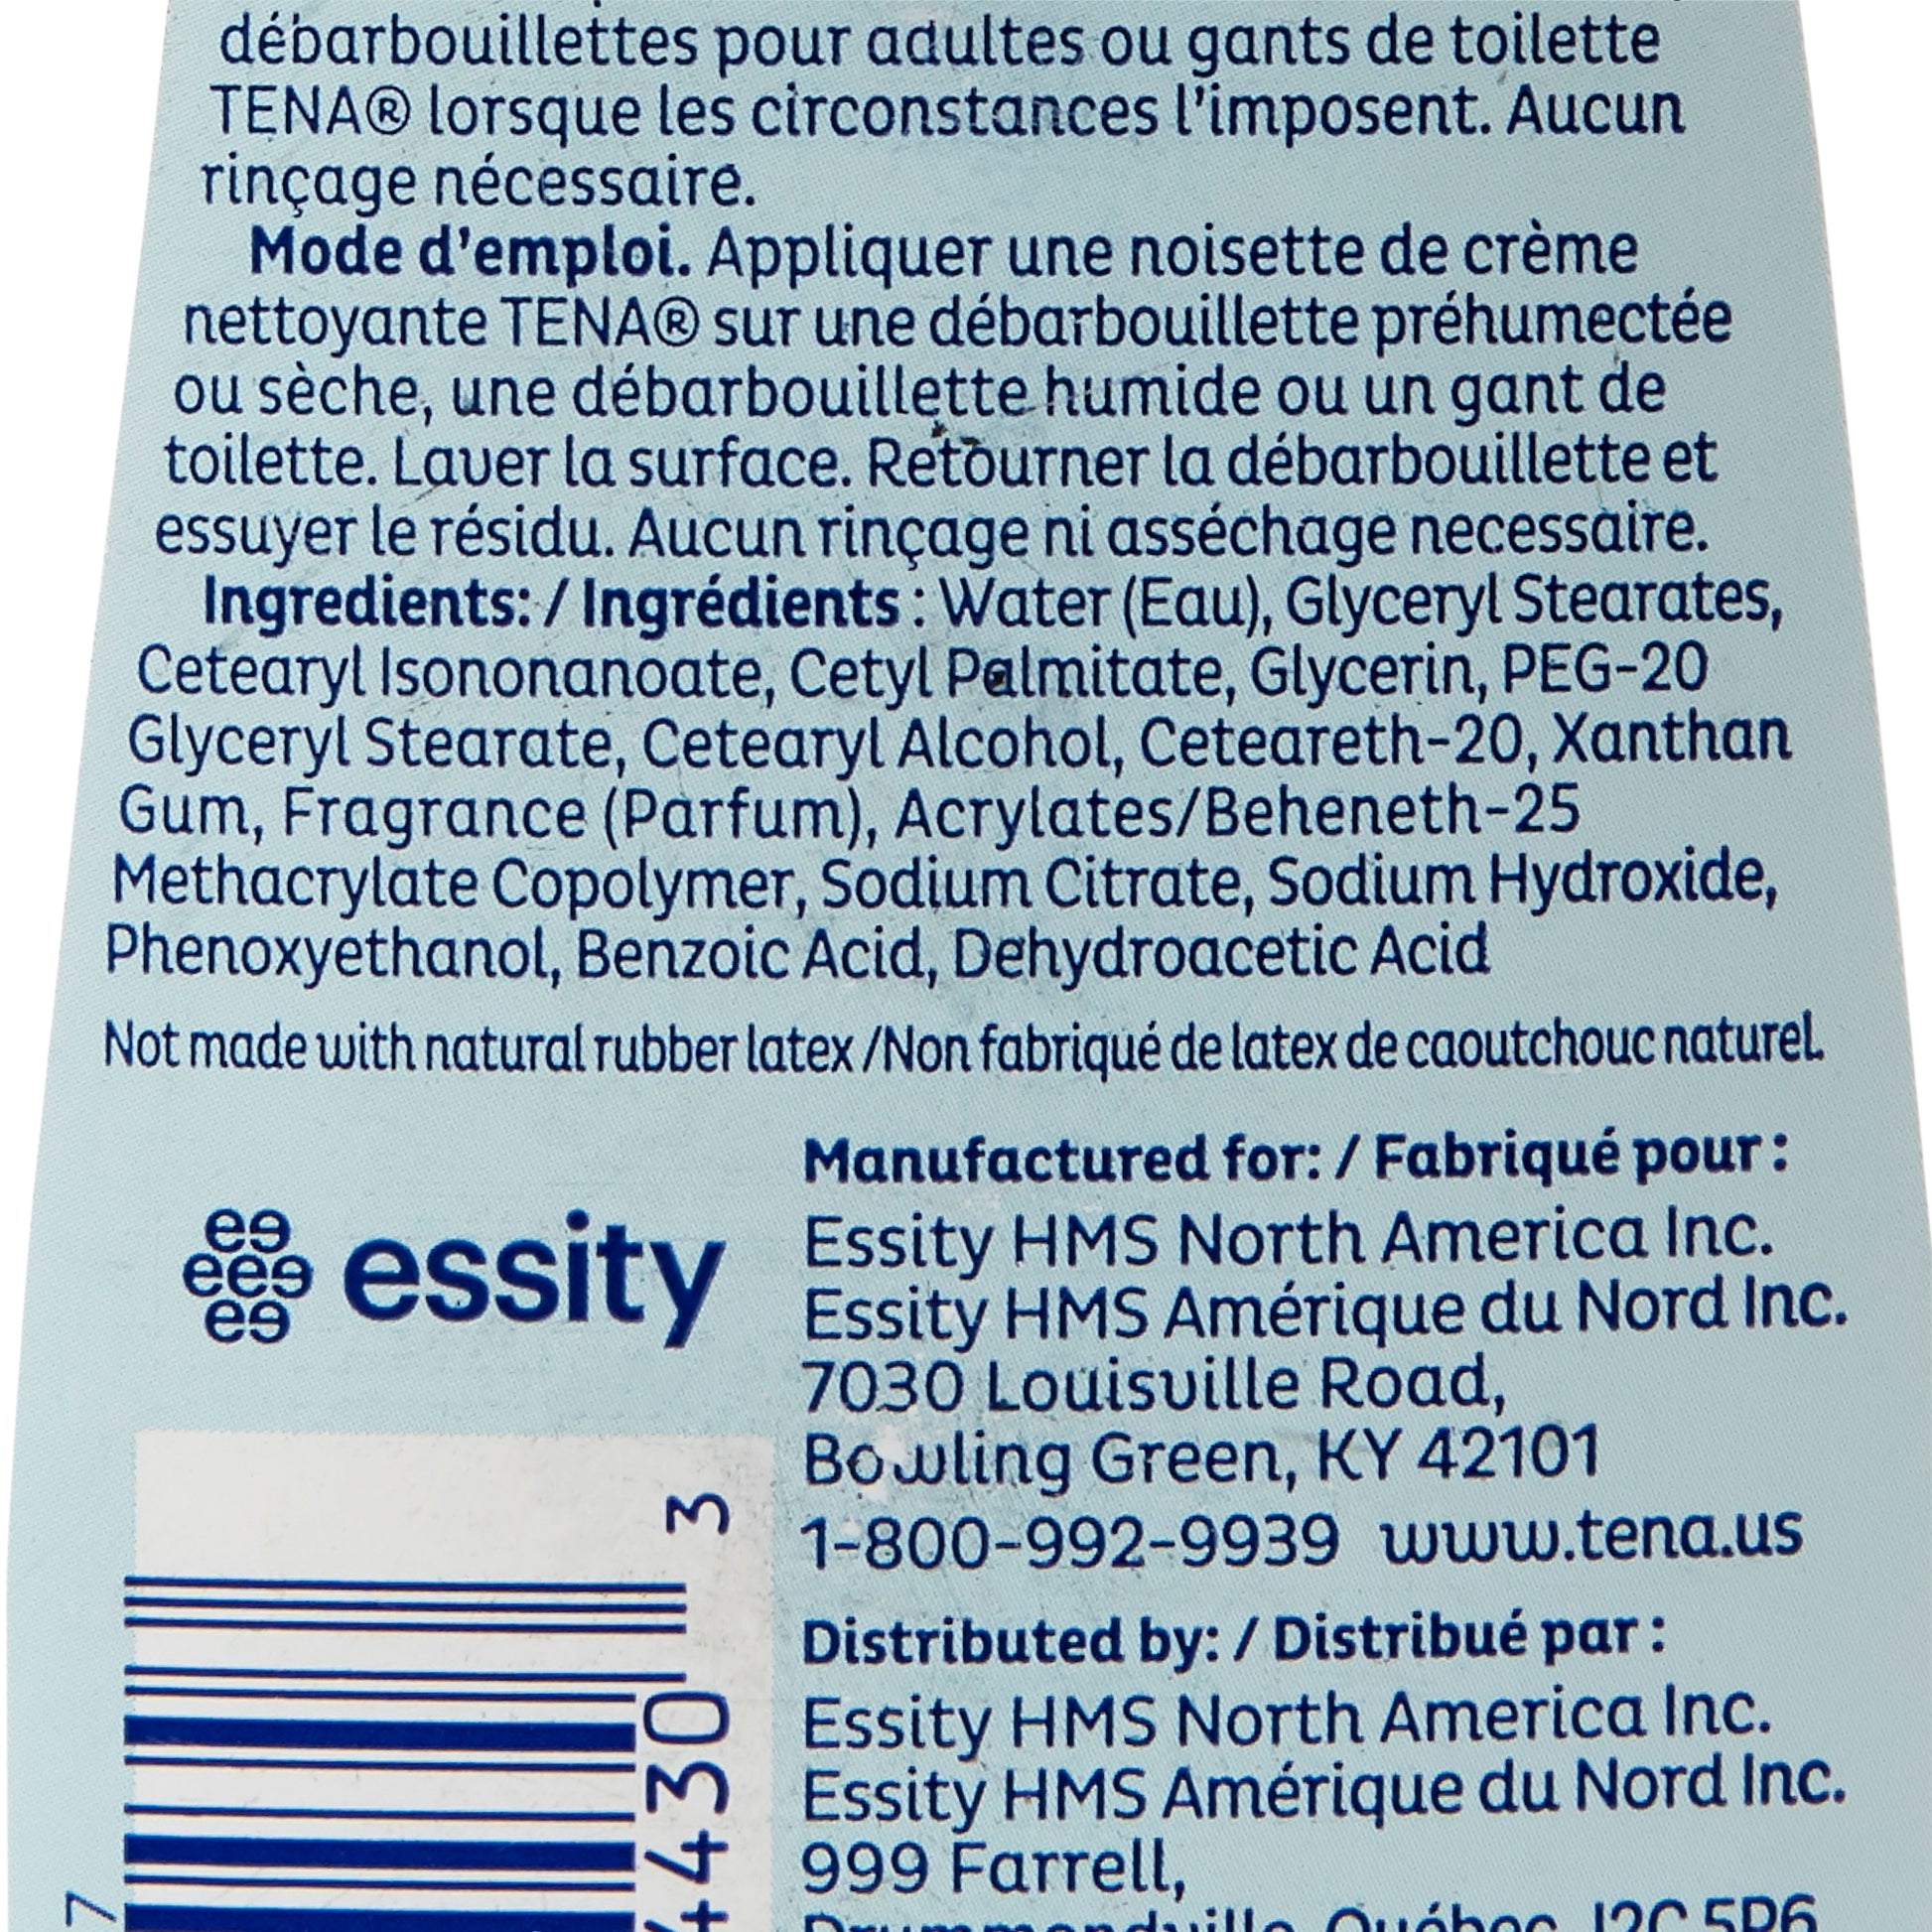 débarbouillettes pour adultes ou gants de toilette
TENA® lorsque les circonstances l'imposent. Aucun
rinçage nécessaire.
Mode d'emploi. Appliquer une noisette de crème
nettoyante TENA® sur une débarbouillette préhumectée
ou sèche, une débarbouillette humide ou un gant de
toilette. Laver la surface. Retourner la débarbouillette et
essuyer le résidu. Aucun rinçage ni asséchage necessaire.
Ingredients: / Ingrédients : Water (Eau), Glyceryl Stearates,
Cetearyl Isononanoate, Cetyl Palmitate, Glycerin, PEG-20
Glyceryl Stearate, Cetearyl Alcohol, Ceteareth-20, Xanthan
Gum, Fragrance (Parfum), Acrylates/Beheneth-25
Methacrylate Copolymer, Sodium Citrate, Sodium Hydroxide,
Phenoxyethanol, Benzoic Acid, Dehydroacetic Acid
Not made with natural rubber latex /Non fabriqué de latex de caoutchouc naturel.
essity
Manufactured for: / Fabriqué pour :
Essity HMS North America Inc.
Essity HMS Amérique du Nord Inc.
7030 Louisville Road,
Bowling Green, KY 42101
1-800-992-9939 www.tena.us
Distributed by: / Distribué par :
Essity HMS North America Inc.
Essity HMS Amérique du Nord Inc.
999 Farrell,
Drummondville, Québec J2C 5P6
7
4430
3